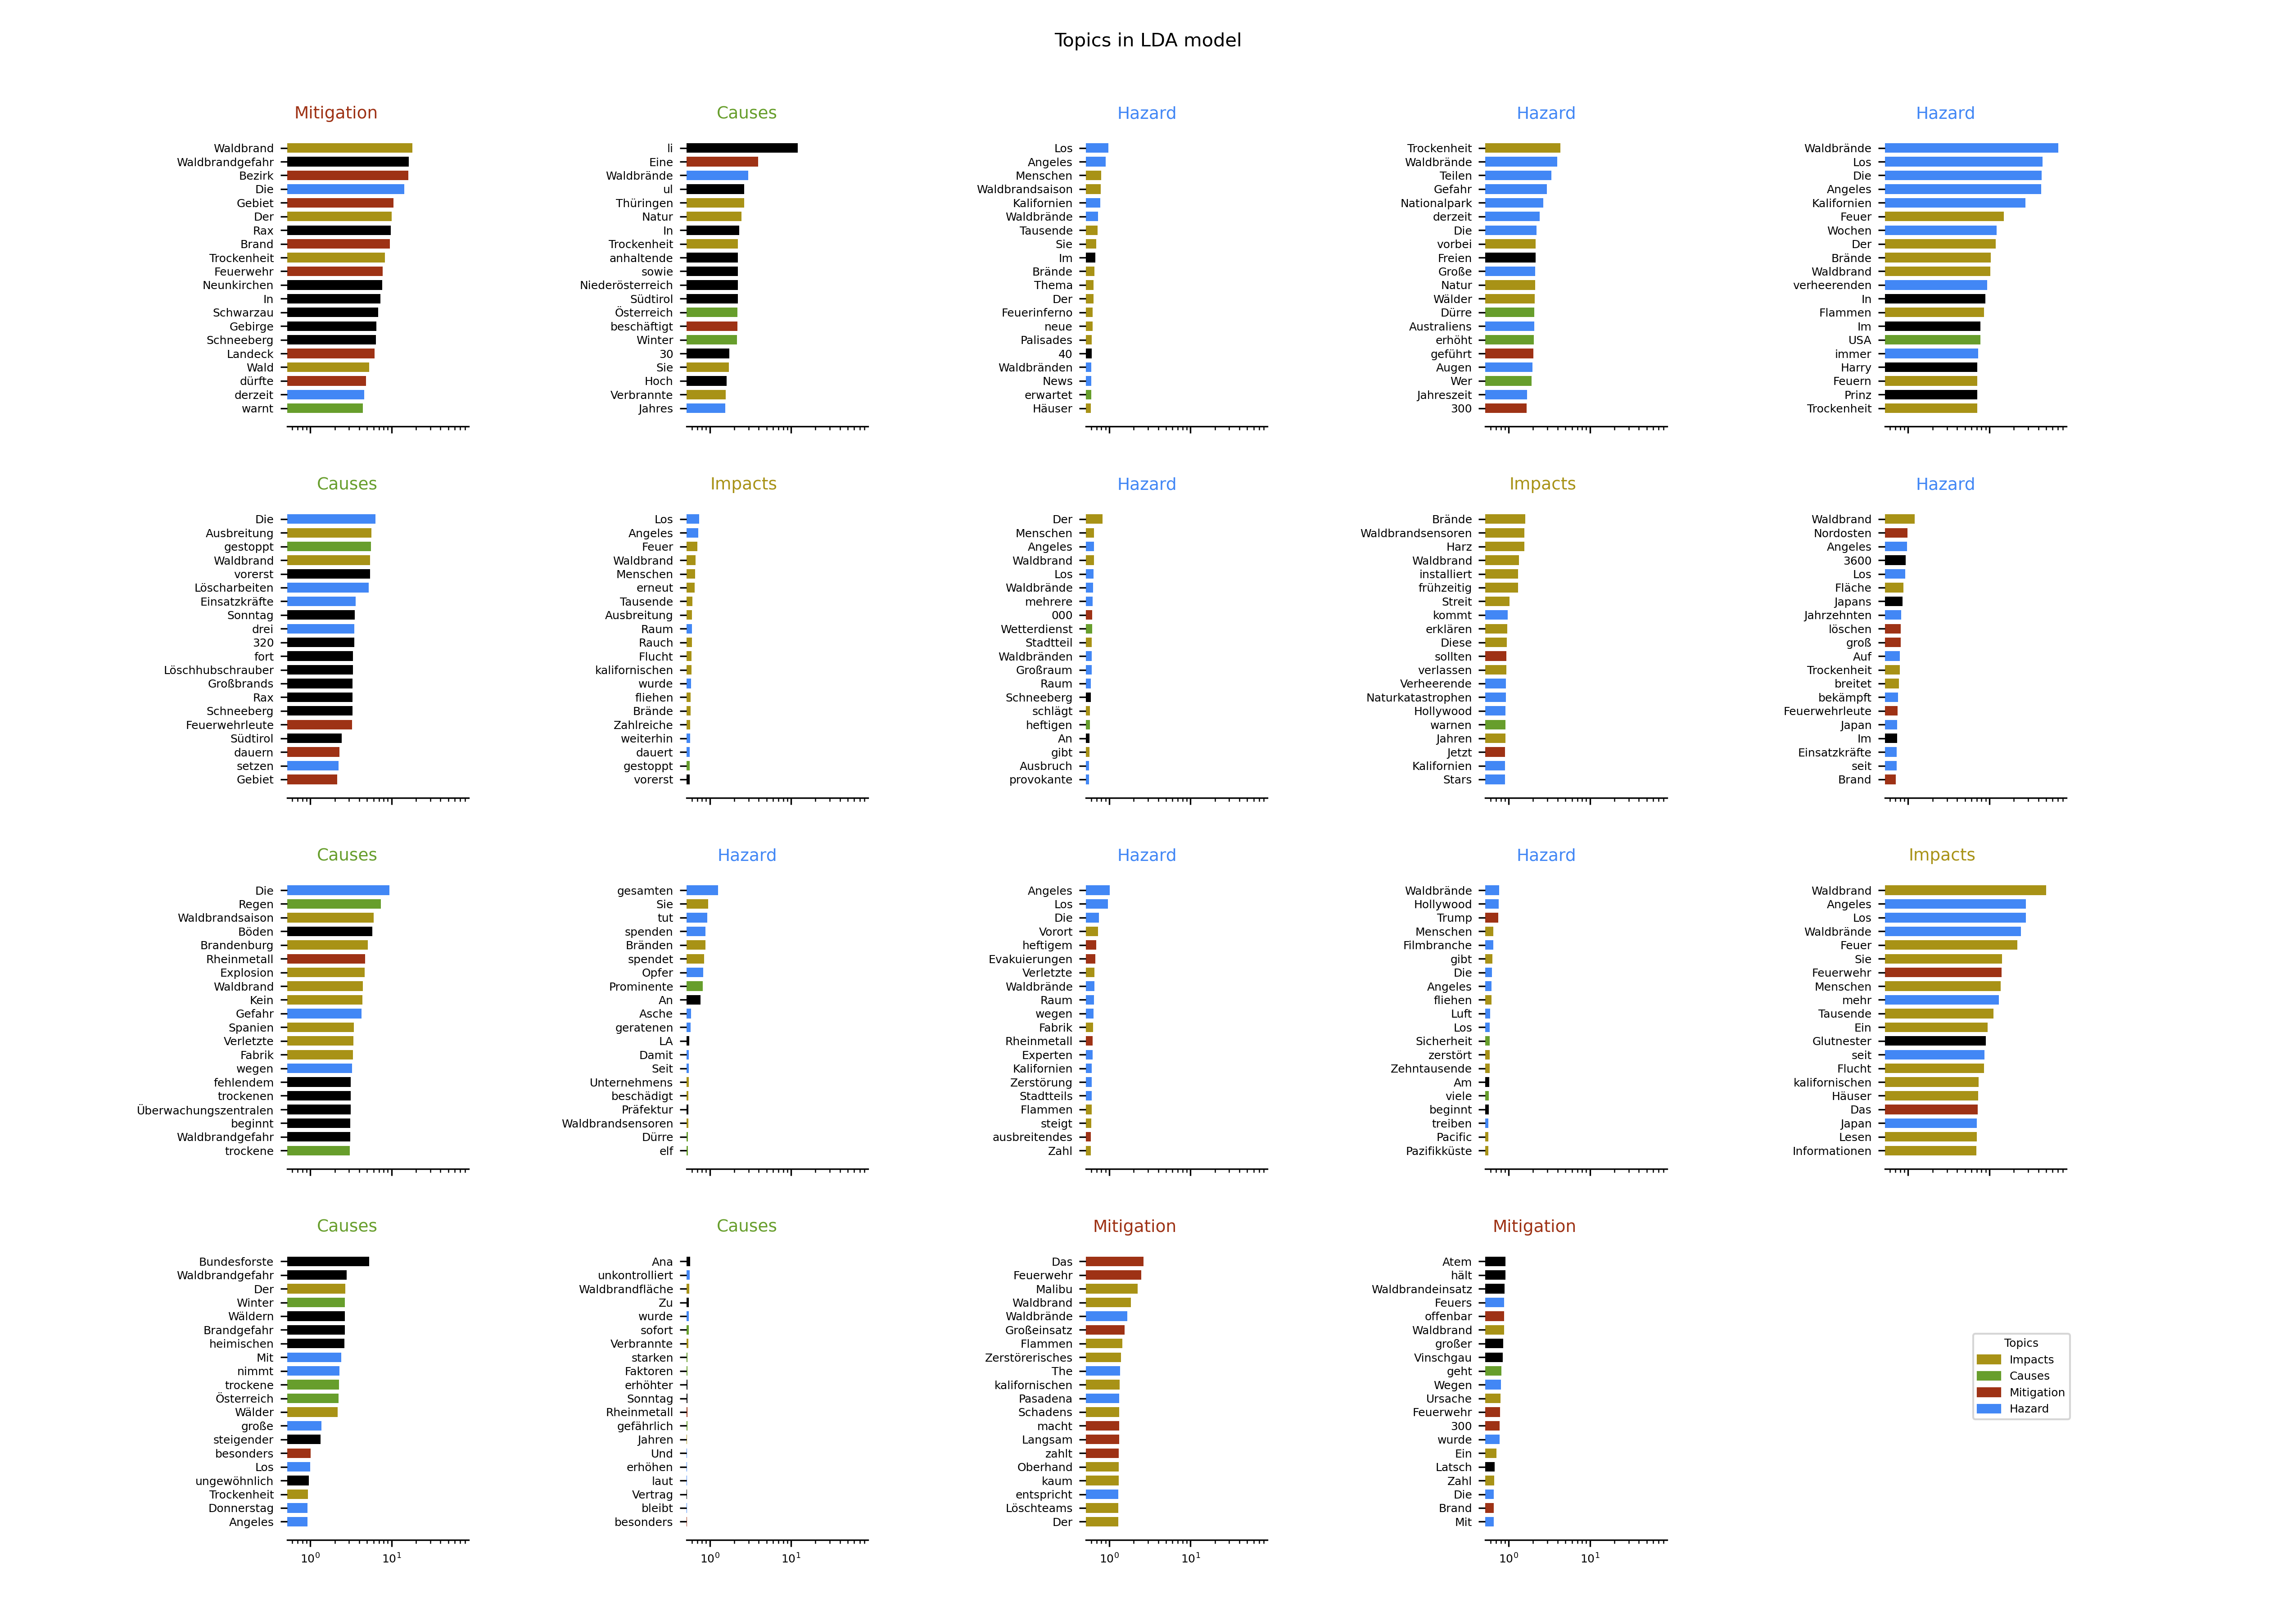 Topics in LDA model
Mitigation
Waldbrand
Waldbrandgefahr
Bezirk
Die
Gebiet
Der
Rax
Brand
Trockenheit
Feuerwehr
Neunkirchen
In
Schwarzau
Gebirge
Schneeberg
Landeck
Wald
dürfte
derzeit
warnt
Causes
li
Eine
Waldbrände
ul
Thüringen
Natur
In
Trockenheit
anhaltende
sowie
Niederösterreich
Südtirol
Österreich
beschäftigt
Winter
30
Sie
Hoch
Verbrannte
Jahres
Hazard
Los
Angeles
Menschen
Waldbrandsaison
Kalifornien
Waldbrände
Tausende
Sie
Im
Brände
Thema
Der
Feuerinferno
neue
Palisades
40
Waldbränden
News
erwartet
Häuser
Hazard
Trockenheit
Waldbrände
Teilen
Gefahr
Nationalpark
derzeit
Die
vorbei
Freien
Große
Natur
Wälder
Dürre
Australiens
erhöht
geführt
Augen
Wer
Jahreszeit
300
Hazard
Waldbrände
Los
Die
Angeles
Kalifornien
Feuer
Wochen
Der
Brände
Waldbrand
verheerenden
In
Flammen
Im
USA
immer
Harry
Feuern
Prinz
Trockenheit
Causes
Die
Ausbreitung
gestoppt
Waldbrand
vorerst
Löscharbeiten
Einsatzkräfte
Sonntag
drei
320
fort
Löschhubschrauber
Großbrands
Rax
Schneeberg
Feuerwehrleute
Südtirol
dauern
setzen
Gebiet
Impacts
Los
Angeles
Feuer
Waldbrand
Menschen
erneut
Tausende
Ausbreitung
Raum
Rauch
Flucht
kalifornischen
wurde
fliehen
Brände
Zahlreiche
weiterhin
dauert
gestoppt
vorerst
Hazard
Der
Menschen
Angeles
Waldbrand
Los
Waldbrände
mehrere
000
Wetterdienst
Stadtteil
Waldbränden
Großraum
Raum
Schneeberg
schlägt
heftigen
An
gibt
Ausbruch
provokante
Impacts
Brände
Waldbrandsensoren
Harz
Waldbrand
installiert
frühzeitig
Streit
kommt
erklären
Diese
sollten
verlassen
Verheerende
Naturkatastrophen
Hollywood
warnen
Jahren
Jetzt
Kalifornien
Stars
Hazard
Waldbrand
Nordosten
Angeles
3600
Los
Fläche
Japans
Jahrzehnten
löschen
groß
Auf
Trockenheit
breitet
bekämpft
Feuerwehrleute
Japan
Im
Einsatzkräfte
seit
Brand
Causes
Die
Regen
Waldbrandsaison
Böden
Brandenburg
Rheinmetall
Explosion
Waldbrand
Kein
Gefahr
Spanien
Verletzte
Fabrik
wegen
fehlendem
trockenen
Überwachungszentralen
beginnt
Waldbrandgefahr
trockene
Hazard
gesamten
Sie
tut
spenden
Bränden
spendet
Opfer
Prominente
An
Asche
geratenen
LA
Damit
Seit
Unternehmens
beschädigt
Präfektur
Waldbrandsensoren
Dürre
elf
Hazard
Angeles
Los
Die
Vorort
heftigem
Evakuierungen
Verletzte
Waldbrände
Raum
wegen
Fabrik
Rheinmetall
Experten
Kalifornien
Zerstörung
Stadtteils
Flammen
steigt
ausbreitendes
Zahl
Hazard
Waldbrände
Hollywood
Trump
Menschen
Filmbranche
gibt
Die
Angeles
fliehen
Luft
Los
Sicherheit
zerstört
Zehntausende
Am
viele
beginnt
treiben
Pacific
Pazifikküste
Impacts
Waldbrand
Angeles
Los
Waldbrände
Feuer
Sie
Feuerwehr
Menschen
mehr
Tausende
Ein
Glutnester
seit
Flucht
kalifornischen
Häuser
Das
Japan
Lesen
Informationen
Causes
Bundesforste
Waldbrandgefahr
Der
Winter
Wäldern
Brandgefahr
heimischen
Mit
nimmt
trockene
Österreich
Wälder
große
steigender
besonders
Los
ungewöhnlich
Trockenheit
Donnerstag
Angeles
10⁰ 10¹
Causes
Ana
unkontrolliert
Waldbrandfläche
Zu
wurde
sofort
Verbrannte
starken
Faktoren
erhöhter
Sonntag
Rheinmetall
gefährlich
Jahren
Und
erhöhen
laut
Vertrag
bleibt
besonders
10⁰ 10¹
Mitigation
Das
Feuerwehr
Malibu
Waldbrand
Waldbrände
Großeinsatz
Flammen
Zerstörerisches
The
kalifornischen
Pasadena
Schadens
macht
Langsam
zahlt
Oberhand
kaum
entspricht
Löschteams
Der
10⁰ 10¹
Mitigation
Atem
hält
Waldbrandeinsatz
Feuers
offenbar
Waldbrand
großer
Vinschgau
geht
Wegen
Ursache
Feuerwehr
300
wurde
Ein
Latsch
Zahl
Die
Brand
Mit
10⁰ 10¹
Topics
Impacts
Causes
Mitigation
Hazard